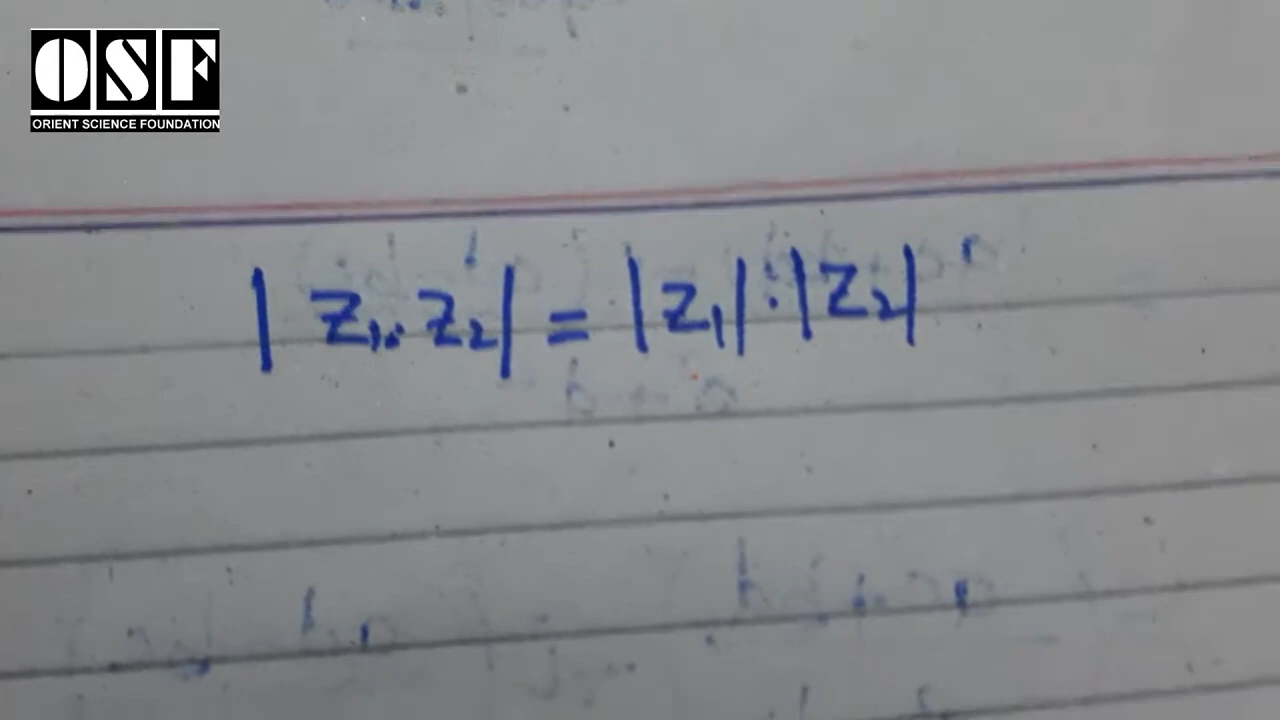 OSF
ORIENT SCIENCE FOUNDATION
| Z₁. Z₂| = |Z₁|·|Z₂|